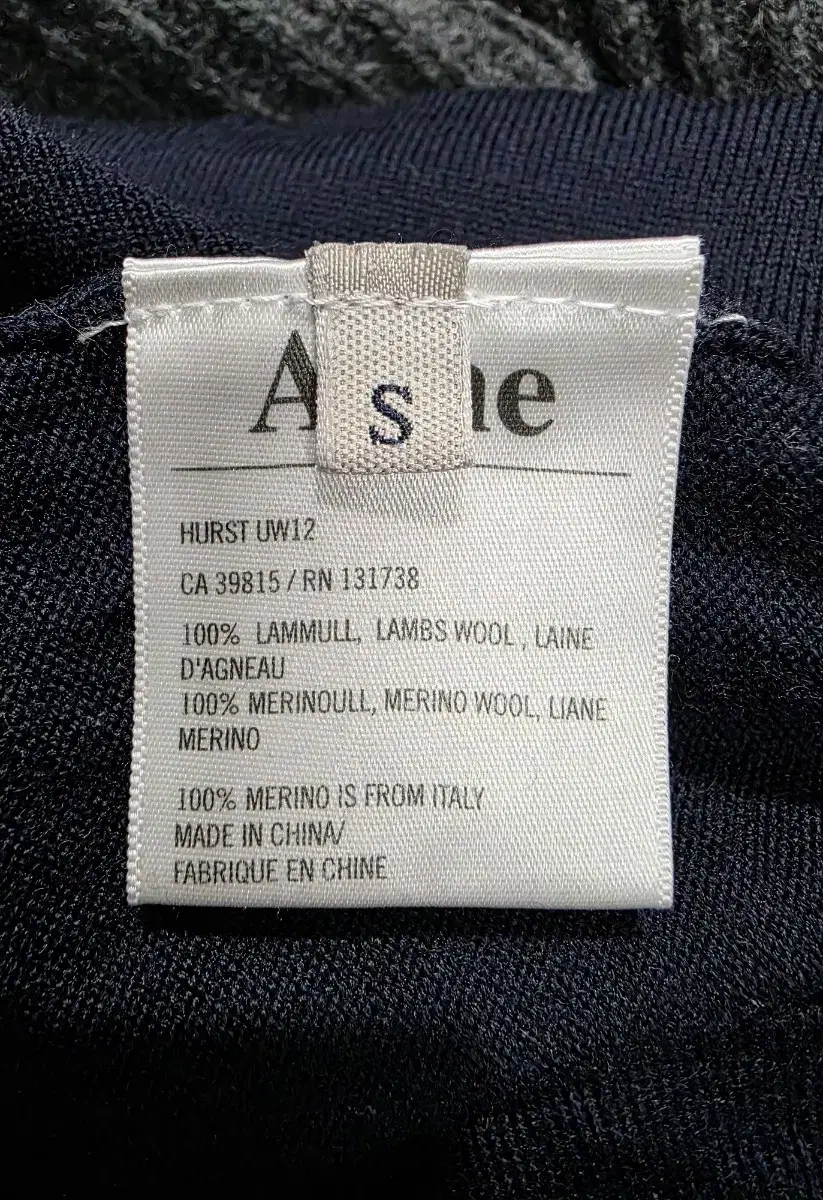 S
HURST UW12
CA 39815 / RN 131738
100% LAMMULL, LAMBS WOOL, LAINE
D'AGNEAU
100% MERINOULL, MERINO WOOL, LIANE
MERINO
100% MERINO IS FROM ITALY
MADE IN CHINA/
FABRIQUE EN CHINE